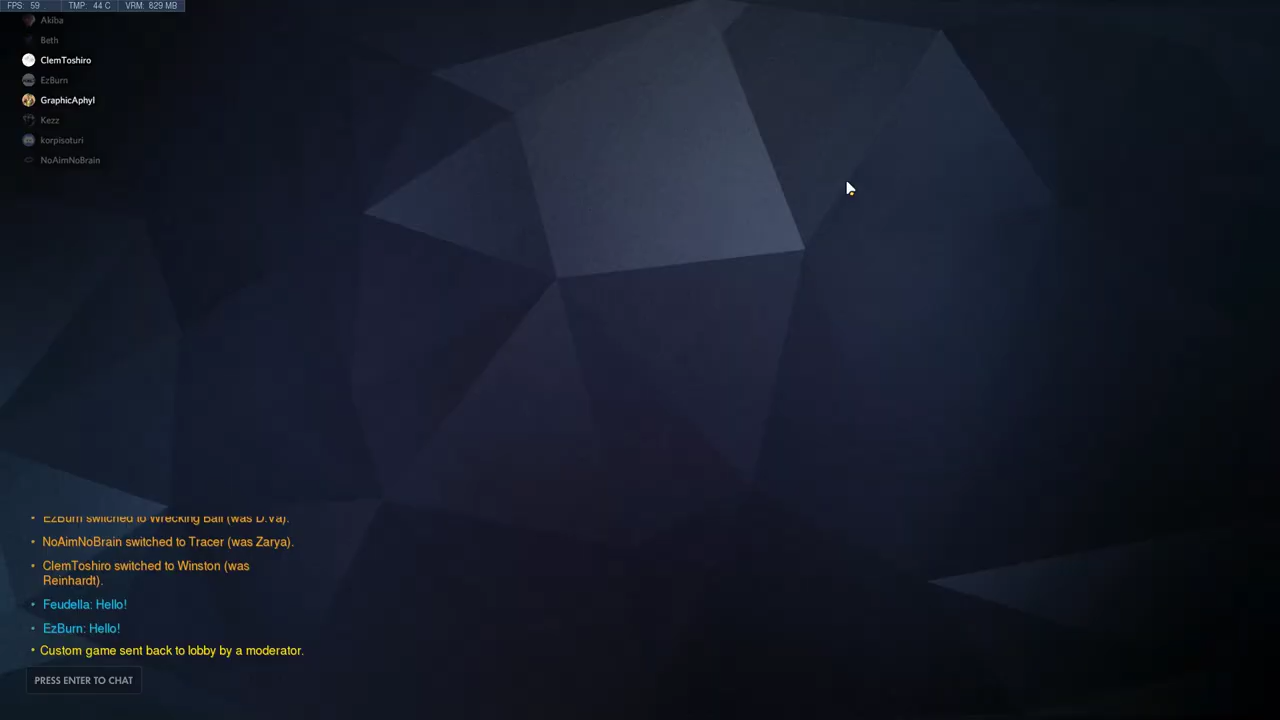 FPS: 59 . TMP: 44 C VRM: 829 MB
Akiba
Beth
ClemToshiro
EzBurn
GraphicAphyl
Kezz
korpisoturi
NoAimNoBrain
• EzBurn switched to Wrecking Ball (was D.Va).
• NoAimNoBrain switched to Tracer (was Zarya).
• ClemToshiro switched to Winston (was
Reinhardt).
• Feudella: Hello!
• EzBurn: Hello!
• Custom game sent back to lobby by a moderator.
PRESS ENTER TO CHAT